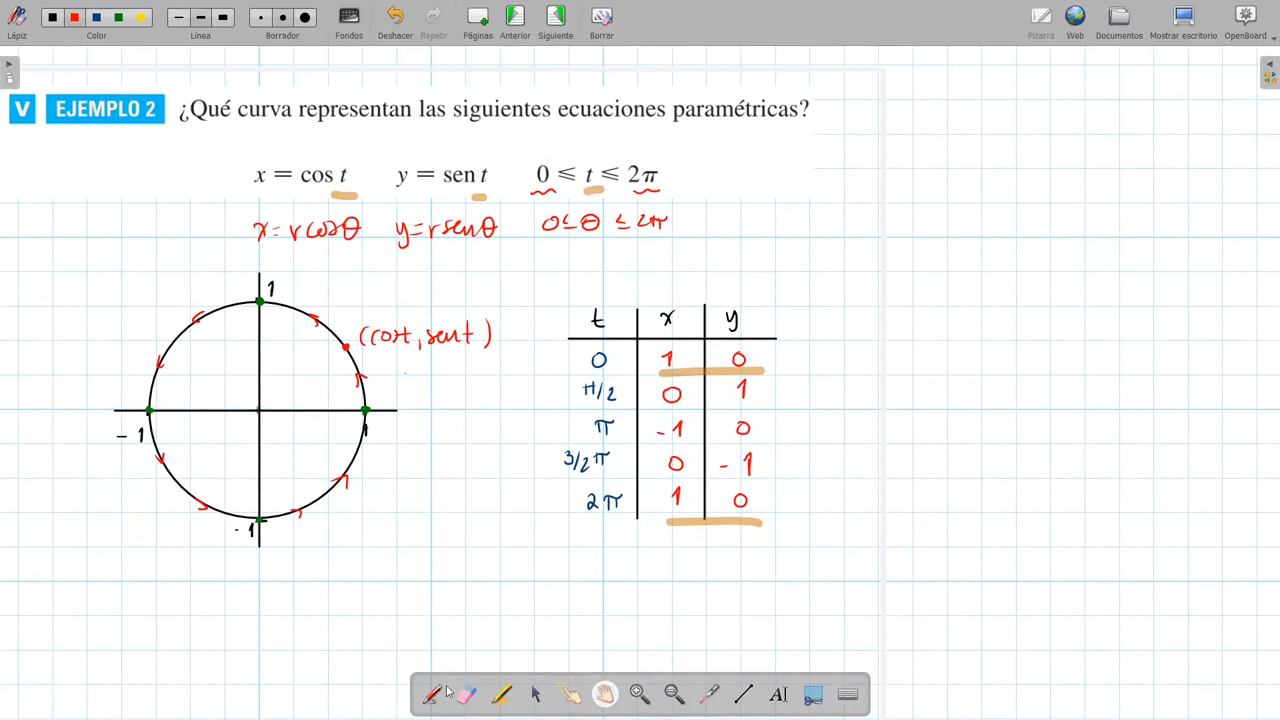 Lápiz Color Línea Borrador Fondos Deshacer Repetir Páginas Anterior Siguiente Borrar Pizarra Web Documentos Mostrar escritorio OpenBoard
V EJEMPLO 2 ¿Qué curva representan las siguientes ecuaciones paramétricas?
x = cos t y = sen t 0 ⩽ t ⩽ 2π
x = r cos θ y = r sen θ 0 ≤ θ ≤ 2π
1
(cost, sent)
-1
1
-1
t x y
0 1 0
π/2 0 1
π -1 0
3/2 π 0 -1
2π 1 0